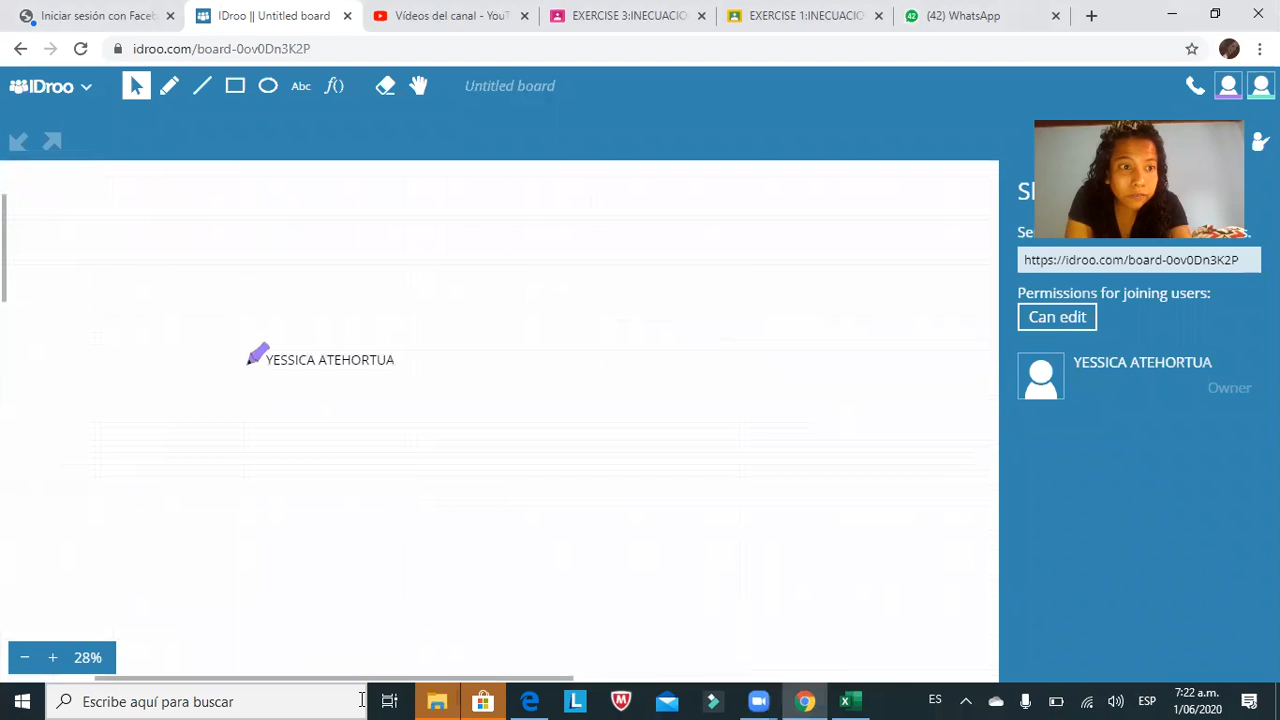 Iniciar sesión con Faceb
IDroo || Untitled board
Vídeos del canal - YouT
EXERCISE 3:INECUACIO
EXERCISE 1:INECUACIO
(42) WhatsApp
idroo.com/board-0ov0Dn3K2P
IDroo
Abc
f()
Untitled board
https://idroo.com/board-0ov0Dn3K2P
Permissions for joining users:
Can edit
YESSICA ATEHORTUA
YESSICA ATEHORTUA
Owner
28%
Escribe aquí para buscar
ES
ESP
7:22 a.m.
1/06/2020